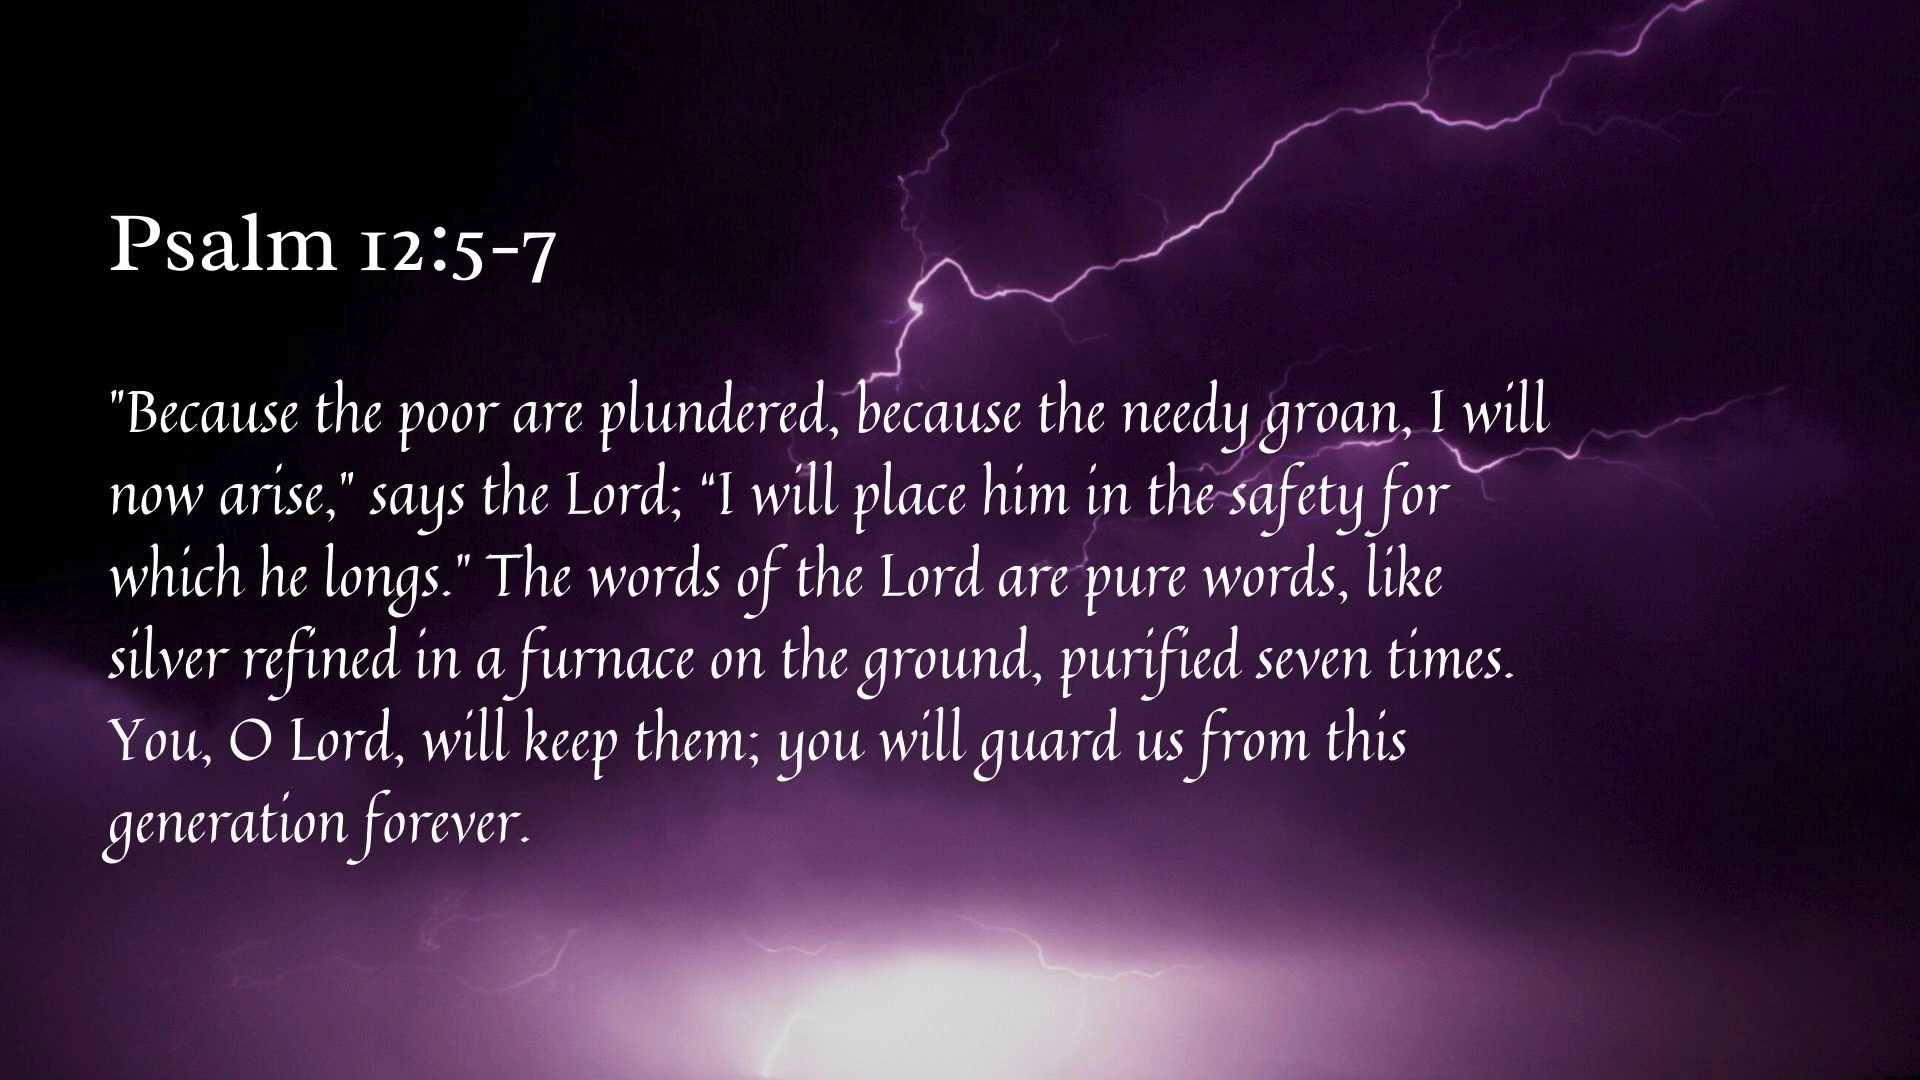 Psalm 12:5-7
"Because the poor are plundered, because the needy groan, I will
now arise," says the Lord; “I will place him in the safety for
which he longs." The words of the Lord are pure words, like
silver refined in a furnace on the ground, purified seven times.
You, O Lord, will keep them; you will guard us from this
generation forever.